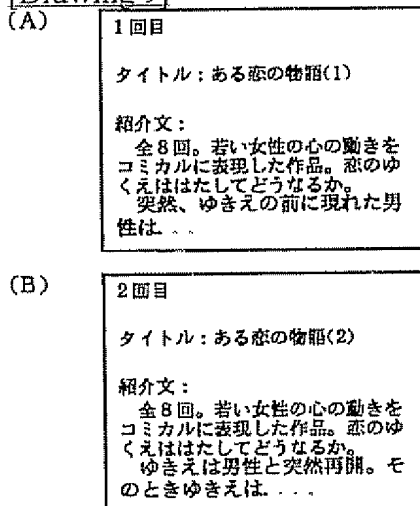 [Drawing 9]
(A)
1回目
タイトル:ある恋の物語(1)
紹介文:
全8回。若い女性の心の動きを
コミカルに表現した作品。恋のゆ
くえははたしてどうなるか。
突然、ゆきえの前に現れた男
性は...
(B)
2回目
タイトル:ある恋の物語(2)
紹介文:
全8回。若い女性の心の動きを
コミカルに表現した作品。恋のゆ
くえははたしてどうなるか。
ゆきえは男性と突然再開。そ
のときゆきえは....